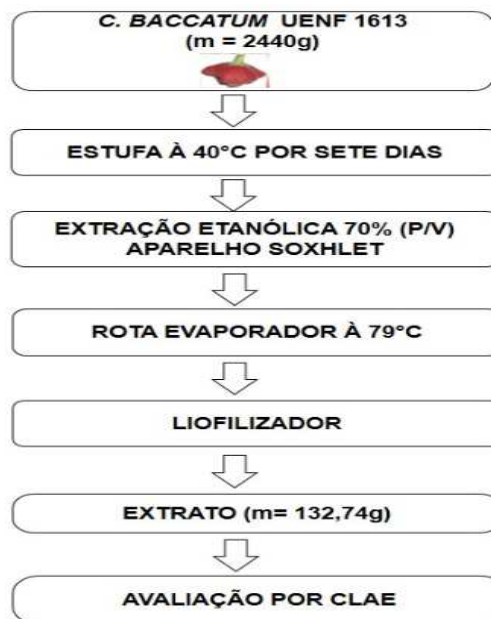 C. BACCATUM UENF 1613
(m = 2440g)
ESTUFA À 40°C POR SETE DIAS
EXTRAÇÃO ETANÓLICA 70% (P/V)
APARELHO SOXHLET
ROTA EVAPORADOR À 79°C
LIOFILIZADOR
EXTRATO (m= 132,74g)
AVALIAÇÃO POR CLAE